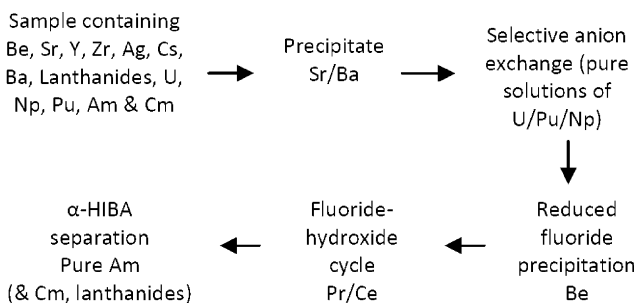 Sample containing
Be, Sr, Y, Zr, Ag, Cs,
Ba, Lanthanides, U,
Np, Pu, Am & Cm
Precipitate
Sr/Ba
Selective anion
exchange (pure
solutions of
U/Pu/Np)
Reduced
fluoride
precipitation
Be
Fluoride-
hydroxide
cycle
Pr/Ce
α-HIBA
separation
Pure Am
(& Cm, lanthanides)